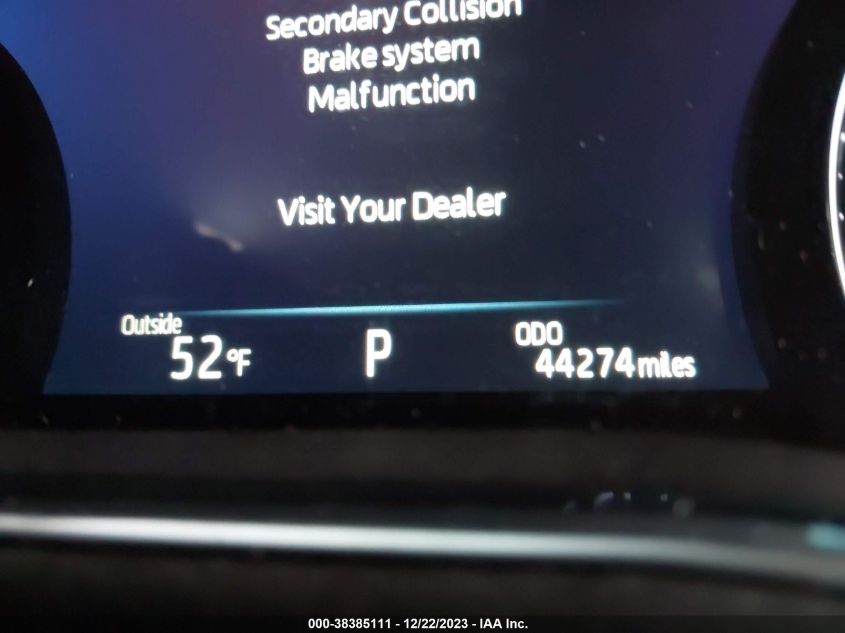 Secondary Collision
Brake system
Malfunction
Visit Your Dealer
Outside
52°F
P
ODO
44274 miles
000-38385111 - 12/22/2023 - IAA Inc.